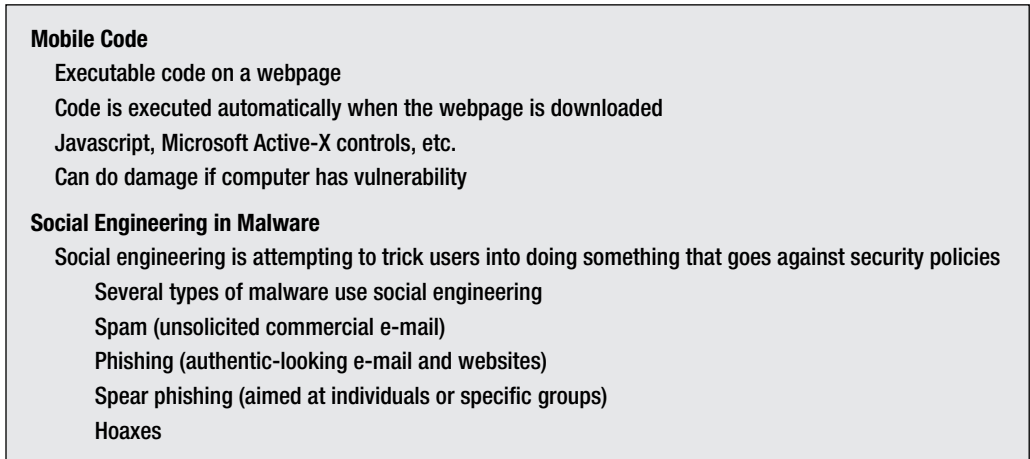 Mobile Code
Executable code on a webpage
Code is executed automatically when the webpage is downloaded
Javascript, Microsoft Active-X controls, etc.
Can do damage if computer has vulnerability
Social Engineering in Malware
Social engineering is attempting to trick users into doing something that goes against security policies
Several types of malware use social engineering
Spam (unsolicited commercial e-mail)
Phishing (authentic-looking e-mail and websites)
Spear phishing (aimed at individuals or specific groups)
Hoaxes